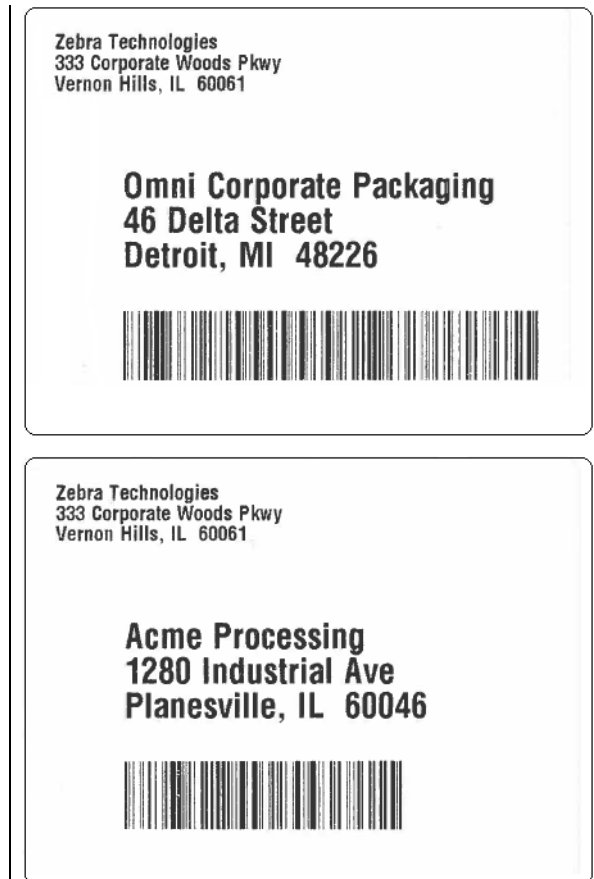 Zebra Technologies
333 Corporate Woods Pkwy
Vernon Hills, IL 60061
Omni Corporate Packaging
46 Delta Street
Detroit, MI 48226
Zebra Technologies
333 Corporate Woods Pkwy
Vernon Hills, IL 60061
Acme Processing
1280 Industrial Ave
Planesville, IL 60046